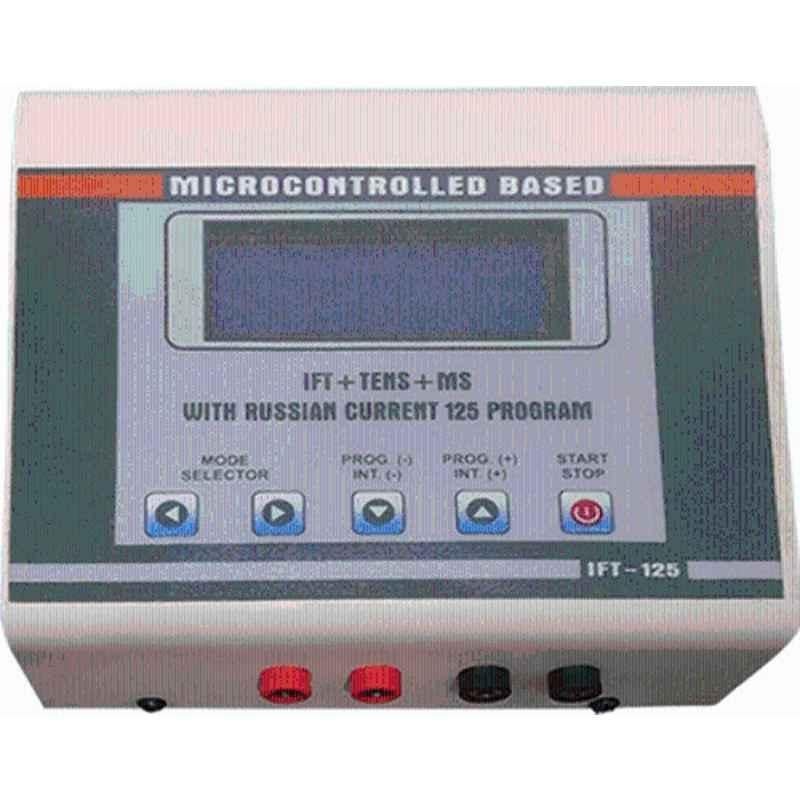 MICROCONTROLLED BASED
IFT+TENS+MS
WITH RUSSIAN CURRENT 125 PROGRAM
MODE SELECTOR
PROG. (-) INT. (-)
PROG. (+) INT. (+)
START STOP
IFT-125